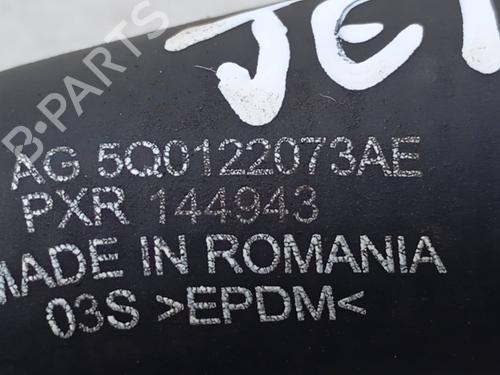 JET
B-PARTS
AG 5Q0122073AE
PXR 144943
MADE IN ROMANIA
03S >EPDM<